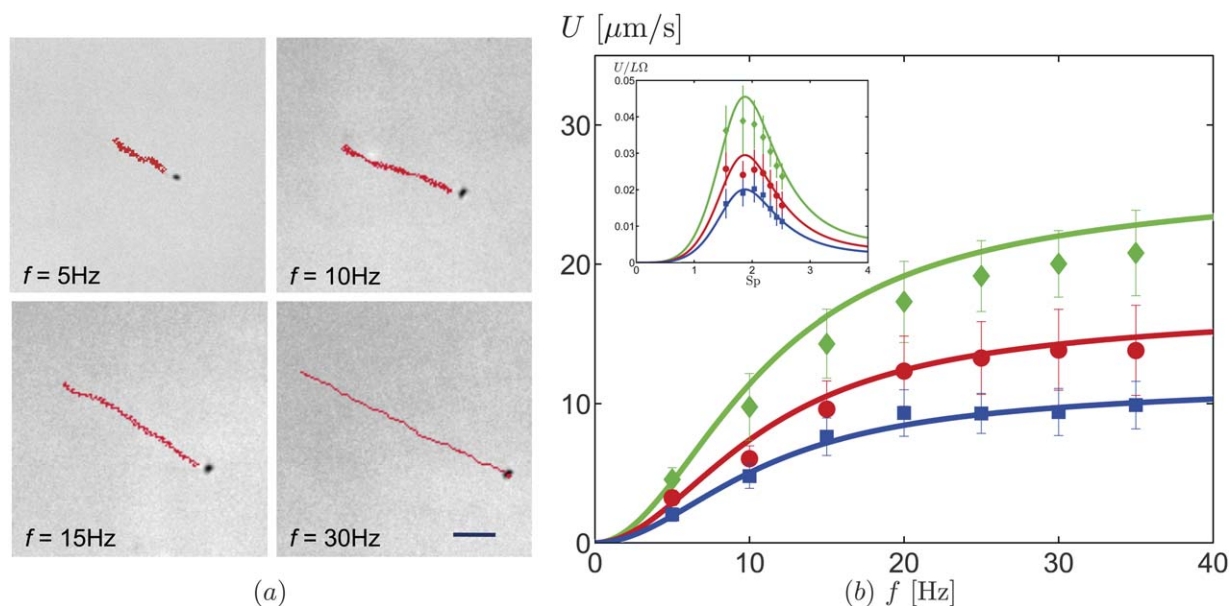 f = 5Hz
f = 10Hz
f = 15Hz
f = 30Hz
(a)
U [μm/s]
30
20
10
0
0
10
20
30
40
(b) f [Hz]
U/LΩ
0.05
0.04
0.03
0.02
0.01
0
0
1
2
3
4
Sp